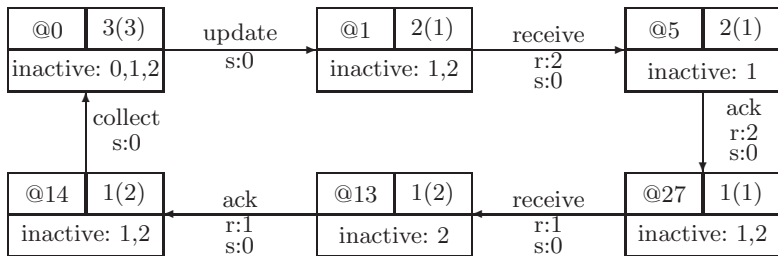 @0 3(3) update @1 2(1) receive @5 2(1)
s:0 r:2
inactive: 0,1,2 inactive: 1,2 s:0 inactive: 1
collect ack
s:0 r:2
s:0
@14 1(2) ack @13 1(2) receive @27 1(1)
r:1 r:1
inactive: 1,2 s:0 inactive: 2 s:0 inactive: 1,2